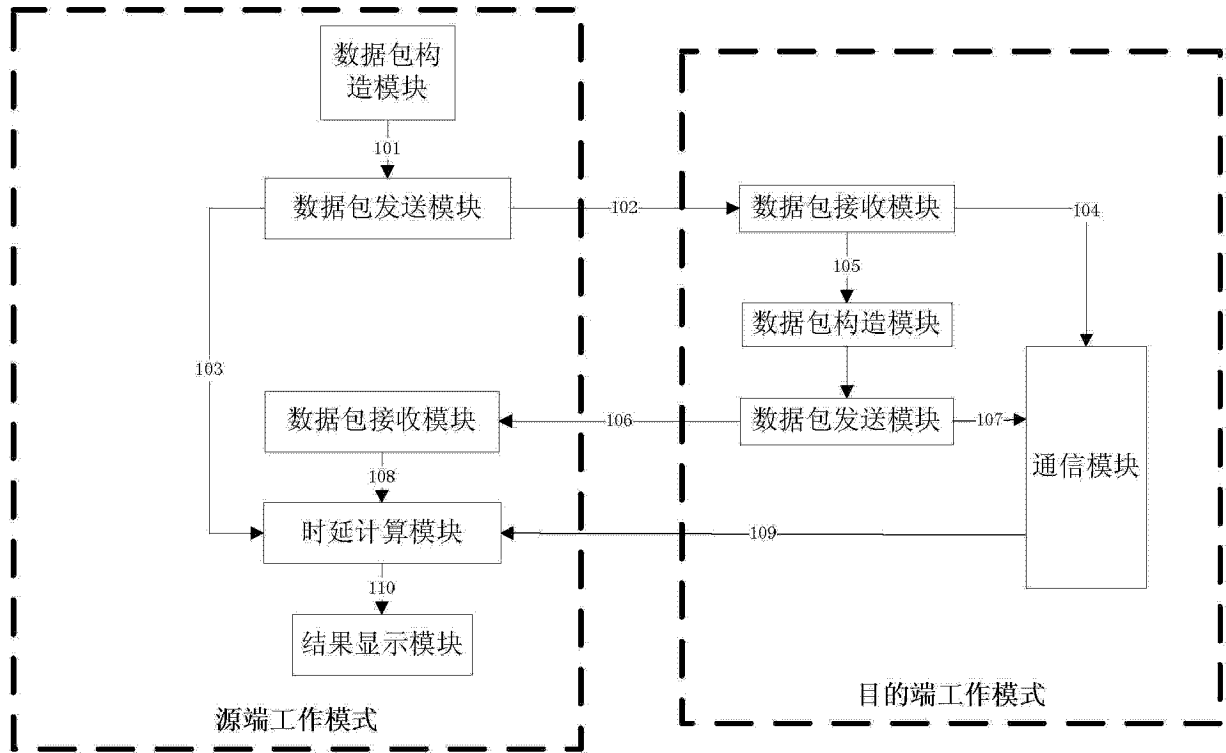 数据包构
造模块
101
数据包发送模块
102
数据包接收模块
104
105
数据包构造模块
103
数据包接收模块
106
数据包发送模块
107
通信模块
108
时延计算模块
109
110
结果显示模块
源端工作模式
目的端工作模式